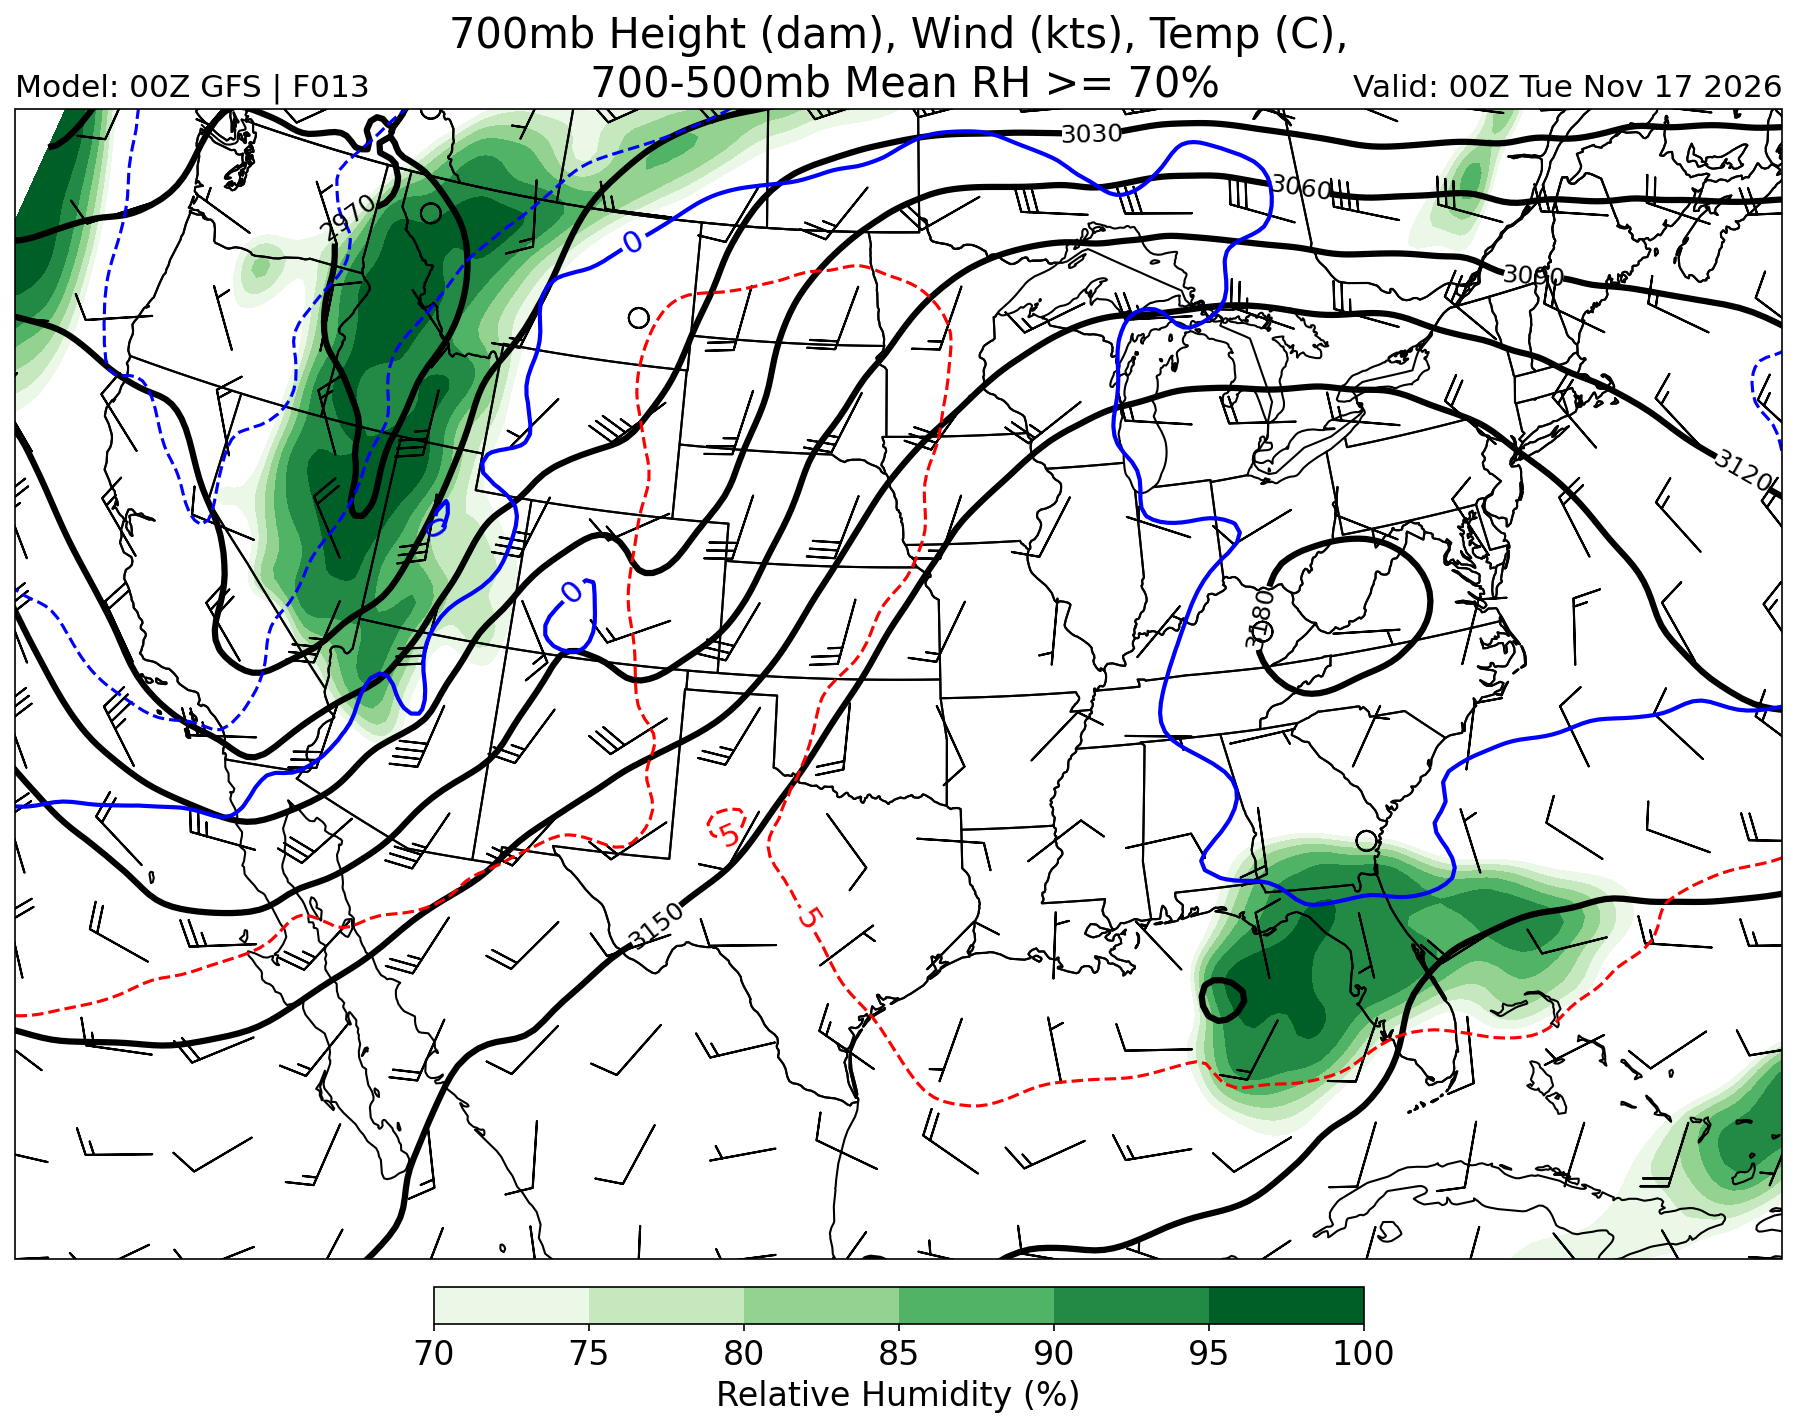 700mb Height (dam), Wind (kts), Temp (C),
Model: 00Z GFS | F013
700-500mb Mean RH >= 70%
Valid: 00Z Tue Nov 17 2026
3030
3060
2970
0
3090
3120
0
0
3180
5
5
3150
70 75 80 85 90 95 100
Relative Humidity (%)